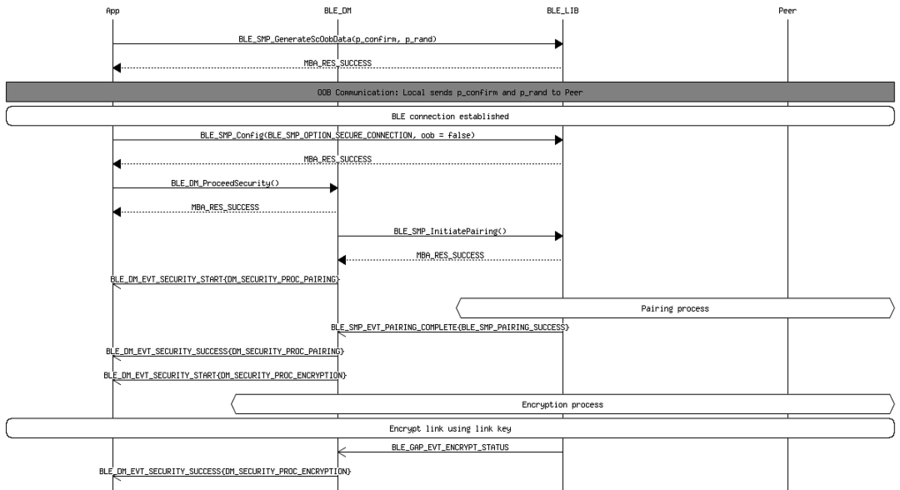 App BLE_DM BLE_LIB Peer
BLE_SMP_GenerateScOobData(p_confirm, p_rand)
MBA_RES_SUCCESS
OOB Communication: Local sends p_confirm and p_rand to Peer
BLE connection established
BLE_SMP_Config(BLE_SMP_OPTION_SECURE_CONNECTION, oob = false)
MBA_RES_SUCCESS
BLE_DM_ProceedSecurity()
MBA_RES_SUCCESS
BLE_SMP_InitiatePairing()
MBA_RES_SUCCESS
BLE_DM_EVT_SECURITY_START{DM_SECURITY_PROC_PAIRING}
Pairing process
BLE_SMP_EVT_PAIRING_COMPLETE{BLE_SMP_PAIRING_SUCCESS}
BLE_DM_EVT_SECURITY_SUCCESS{DM_SECURITY_PROC_PAIRING}
BLE_DM_EVT_SECURITY_START{DM_SECURITY_PROC_ENCRYPTION}
Encryption process
Encrypt link using link key
BLE_GAP_EVT_ENCRYPT_STATUS
BLE_DM_EVT_SECURITY_SUCCESS{DM_SECURITY_PROC_ENCRYPTION}